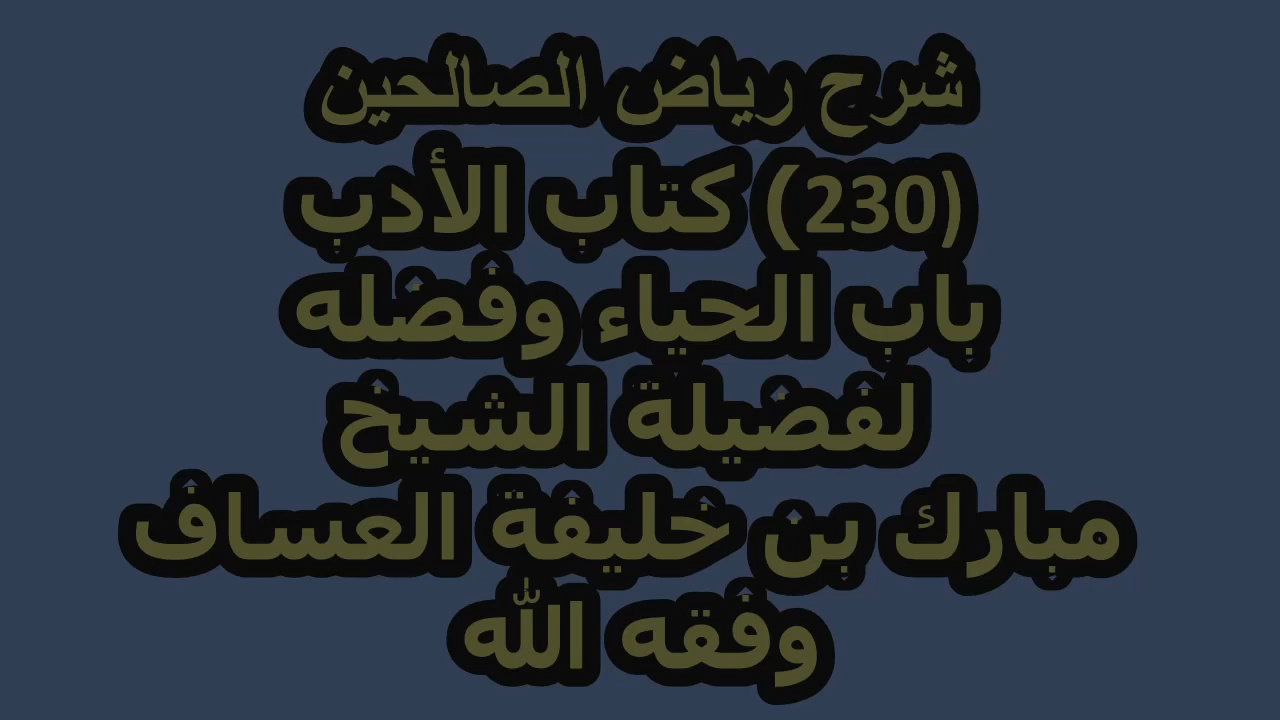 شرح رياض الصالحين
(230) كتاب الأدب
باب الحياء وفضله
لفضيلة الشيخ
مبارك بن خليفة العساف
وفقه الله